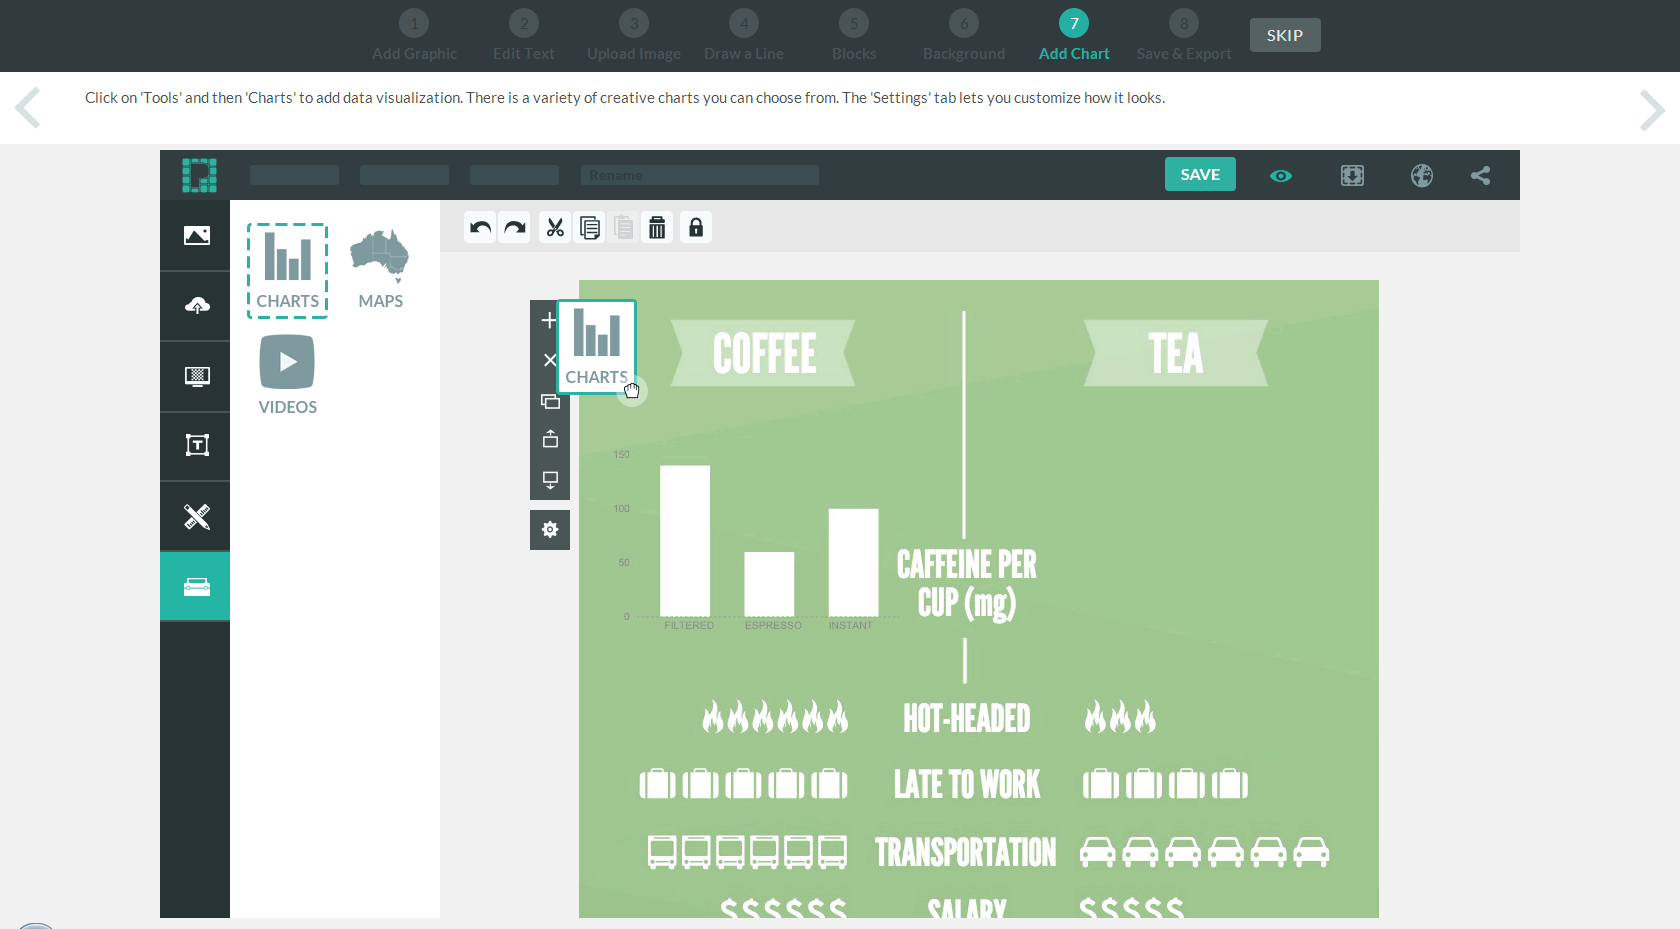 1 2 3 4 5 6 7 8
Add Graphic Edit Text Upload Image Draw a Line Blocks Background Add Chart Save & Export SKIP
Click on 'Tools' and then 'Charts' to add data visualization. There is a variety of creative charts you can choose from. The 'Settings' tab lets you customize how it looks.
Rename
SAVE
CHARTS MAPS
VIDEOS
CHARTS
COFFEE
TEA
150
100
50
0
FILTERED ESPRESSO INSTANT
CAFFEINE PER
CUP (mg)
HOT-HEADED
LATE TO WORK
TRANSPORTATION
$$$$$$ SALARY $$$$$